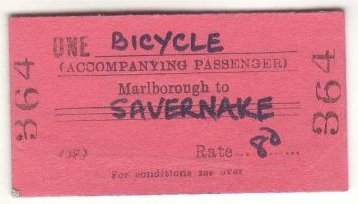 364
ONE BICYCLE
(ACCOMPANYING PASSENGER)
Marlborough to
SAVERNAKE
Rate 8d
For conditions see over
364